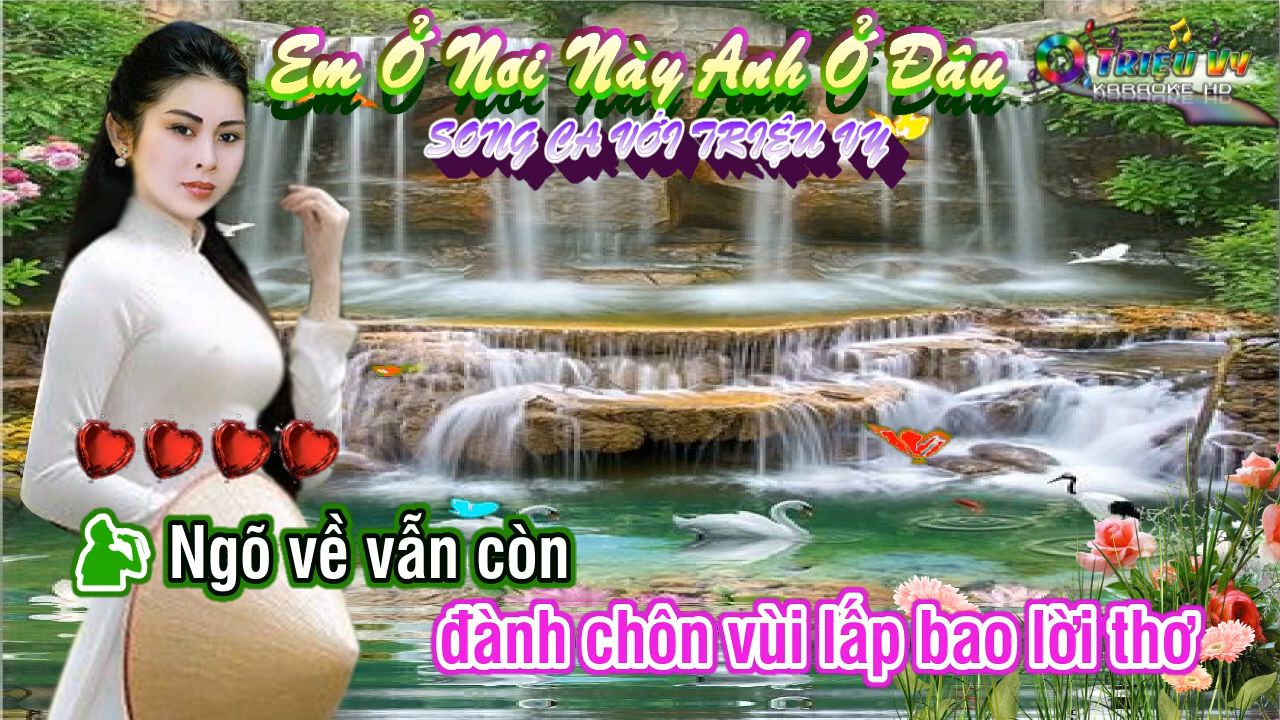 Em Ở Nơi Này Anh Ở Đâu
TRIỆU VY
KARAOKE HD
SONG CA VỚI TRIỆU VY
Ngõ về vẫn còn
đành chôn vùi lấp bao lời thơ